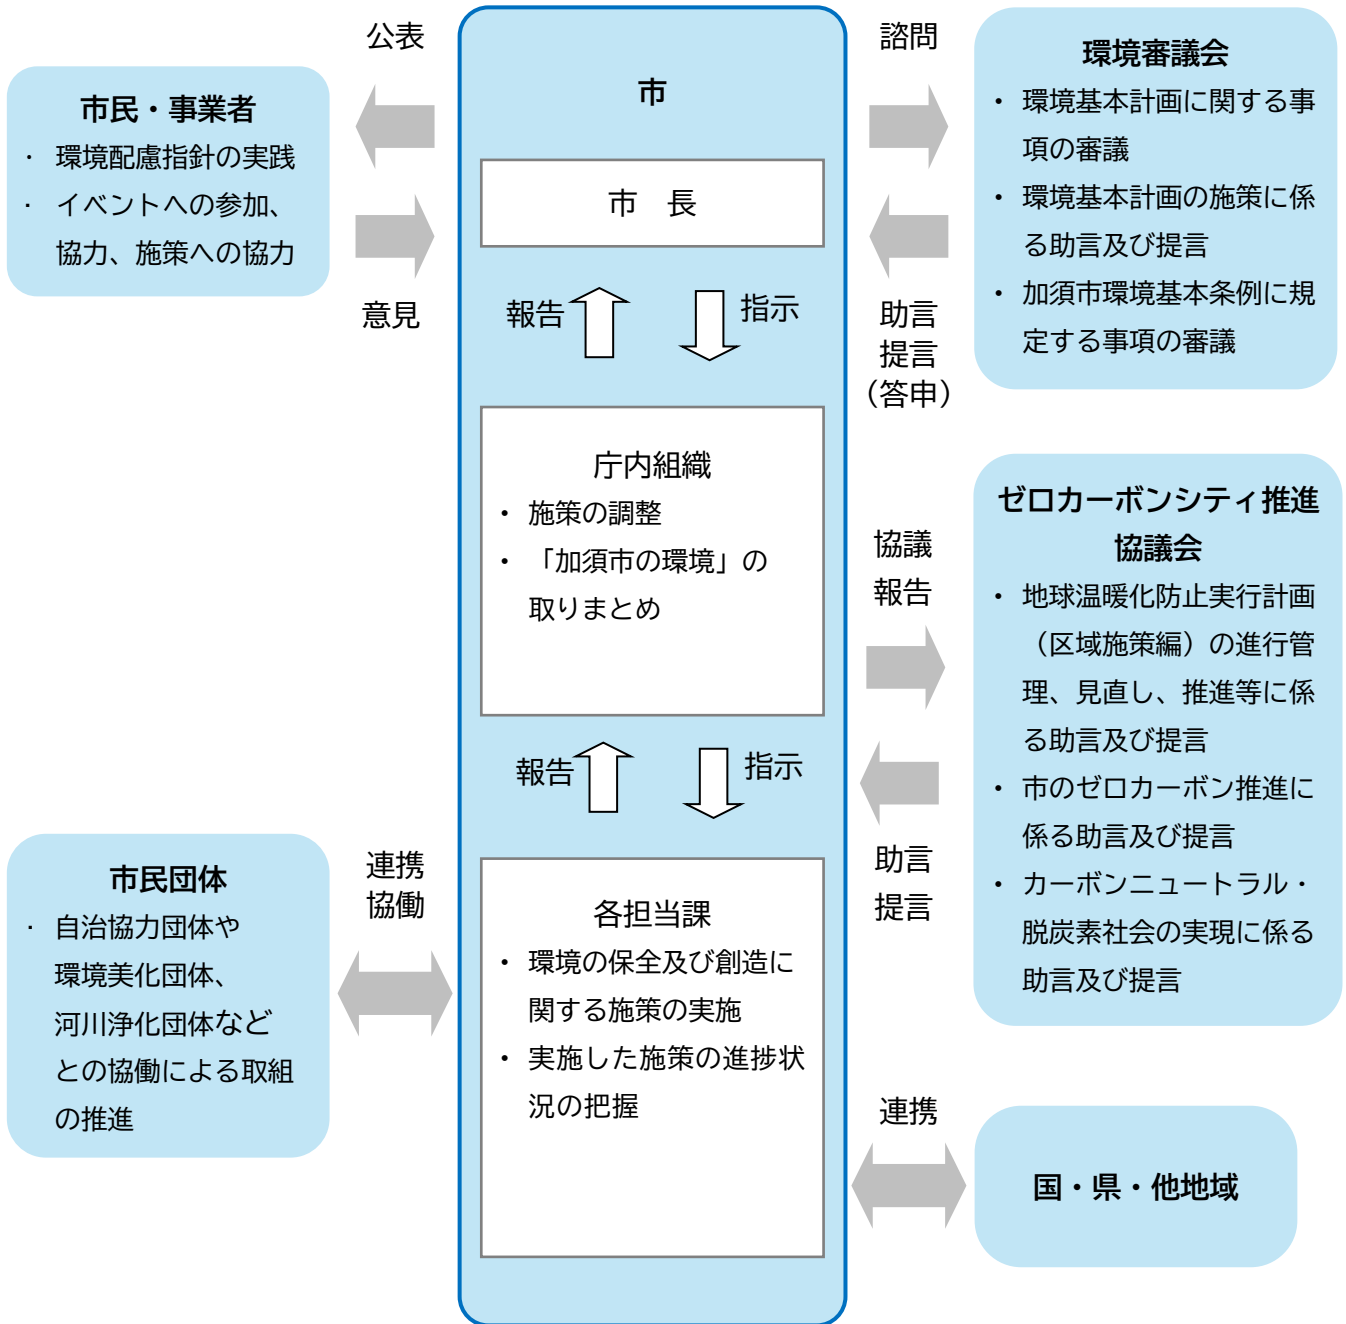 公表
市民・事業者
・ 環境配慮指針の実践
・ イベントへの参加、
協力、施策への協力
意見
市
市 長
報告
指示
庁内組織
・ 施策の調整
・ 「加須市の環境」の
取りまとめ
報告
指示
各担当課
・ 環境の保全及び創造に
関する施策の実施
・ 実施した施策の進捗状
況の把握
諮問
環境審議会
・ 環境基本計画に関する事
項の審議
・ 環境基本計画の施策に係
る助言及び提言
・ 加須市環境基本条例に規
定する事項の審議
助言
提言
(答申)
協議
報告
ゼロカーボンシティ推進
協議会
・ 地球温暖化防止実行計画
(区域施策編)の進行管
理、見直し、推進等に係
る助言及び提言
・ 市のゼロカーボン推進に
係る助言及び提言
・ カーボンニュートラル・
脱炭素社会の実現に係る
助言及び提言
助言
提言
市民団体
・ 自治協力団体や
環境美化団体、
河川浄化団体など
との協働による取組
の推進
連携
協働
連携
国・県・他地域